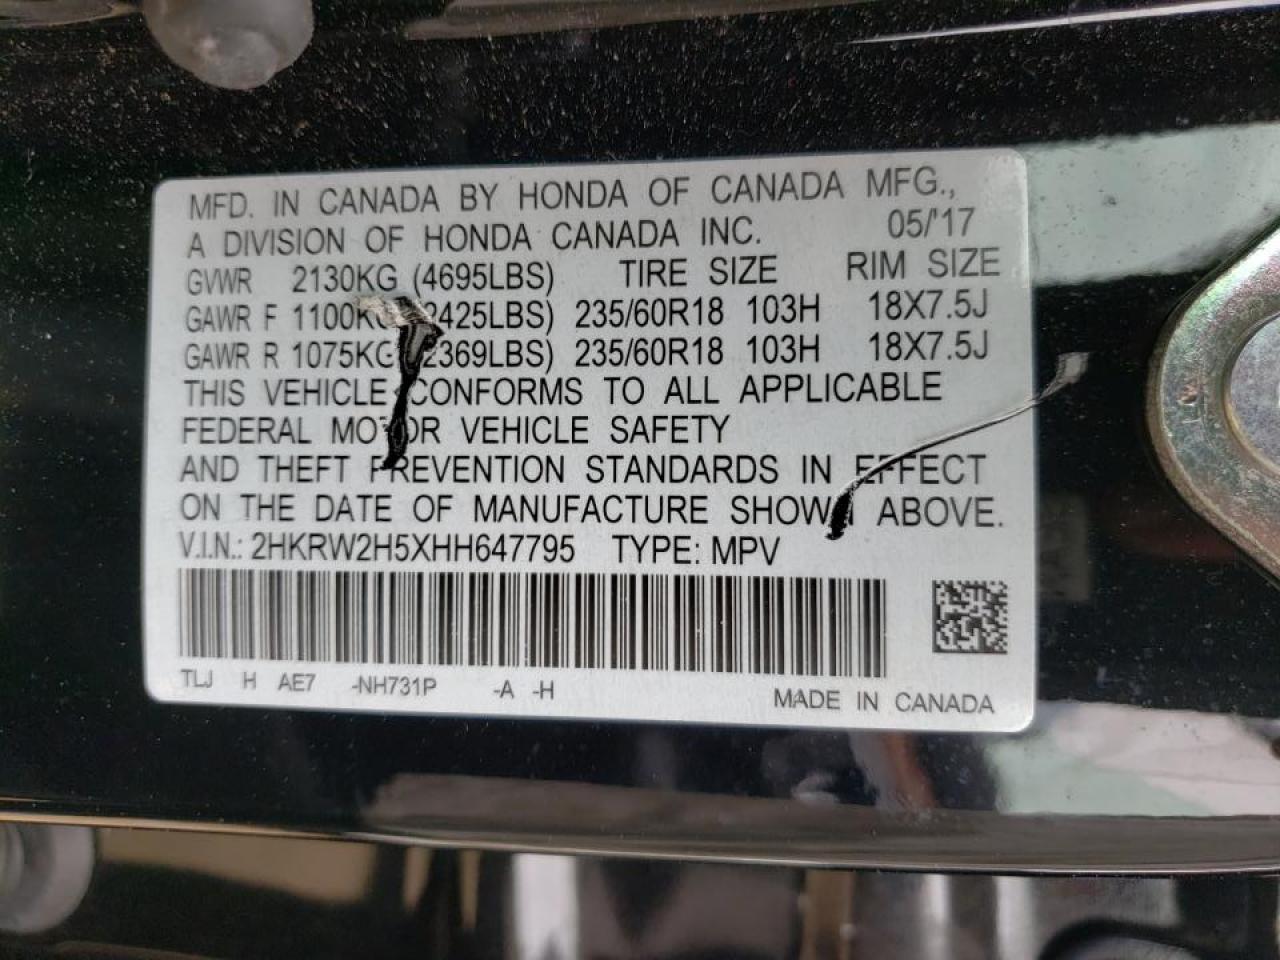 MFD. IN CANADA BY HONDA OF CANADA MFG.,
A DIVISION OF HONDA CANADA INC. 05/'17
GVWR 2130KG (4695LBS) TIRE SIZE RIM SIZE
GAWR F 1100KG (2425LBS) 235/60R18 103H 18X7.5J
GAWR R 1075KG (2369LBS) 235/60R18 103H 18X7.5J
THIS VEHICLE CONFORMS TO ALL APPLICABLE
FEDERAL MOTOR VEHICLE SAFETY
AND THEFT PREVENTION STANDARDS IN EFFECT
ON THE DATE OF MANUFACTURE SHOWN ABOVE.
V.I.N.: 2HKRW2H5XHH647795 TYPE: MPV
TLJ H AE7 -NH731P -A -H
MADE IN CANADA